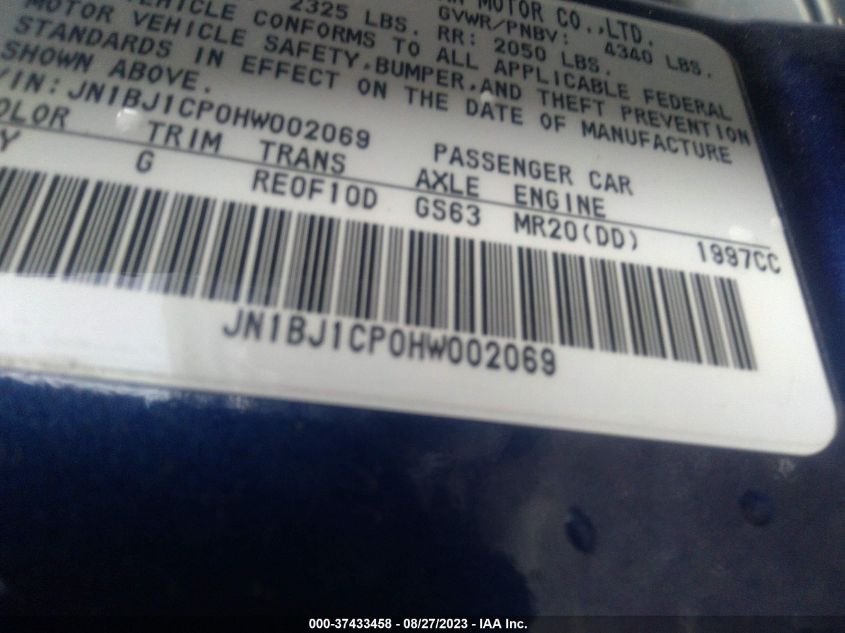 MOTOR CO.,LTD.
2325 LBS. GVWR/PNBV: 4340 LBS.
VEHICLE CONFORMS TO ALL APPLICABLE FEDERAL
RR: 2050 LBS.
MOTOR VEHICLE SAFETY,BUMPER,AND THEFT PREVENTION
STANDARDS IN EFFECT ON THE DATE OF MANUFACTURE
SHOWN ABOVE.
VIN: JN1BJ1CP0HW002069 PASSENGER CAR
TRIM TRANS AXLE ENGINE
G RE0F10D GS63 MR20(DD) 1997CC
JN1BJ1CP0HW002069
000-37433458 - 08/27/2023 - IAA Inc.